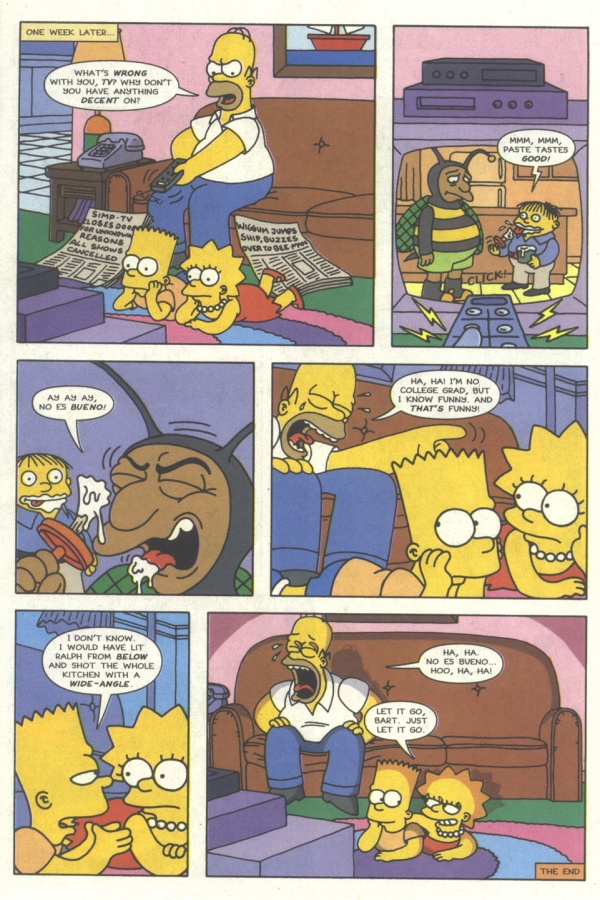 ONE WEEK LATER...
WHAT'S WRONG
WITH YOU, TV? WHY DON'T
YOU HAVE ANYTHING
DECENT ON?
SIMP-TV
CLOSES DOORS
FOR UNKNOWN
REASONS
ALL SHOWS
CANCELLED
WIGGUM JUMPS
SHIP, BUZZES
OVER TO BEE-MAN
MMM, MMM,
PASTE TASTES
GOOD!
CLICK!
AY AY AY,
NO ES BUENO!
HA, HA! I'M NO
COLLEGE GRAD, BUT
I KNOW FUNNY. AND
THAT'S FUNNY!
I DON'T KNOW.
I WOULD HAVE LIT
RALPH FROM BELOW
AND SHOT THE WHOLE
KITCHEN WITH A
WIDE-ANGLE.
HA, HA.
NO ES BUENO...
HOO, HA, HA!
LET IT GO,
BART. JUST
LET IT GO.
THE END